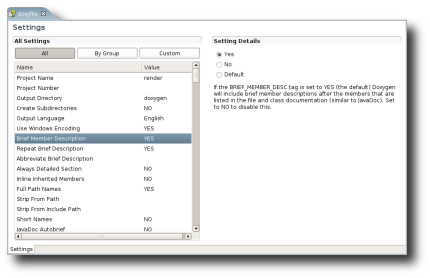 doxyfile
Settings
All Settings
All
By Group
Custom
Name Value
Project Name render
Project Number
Output Directory doxygen
Create Subdirectories NO
Output Language English
Use Windows Encoding YES
Brief Member Description YES
Repeat Brief Description YES
Abbreviate Brief Description
Always Detailed Section NO
Inline Inherited Members NO
Full Path Names YES
Strip From Path
Strip From Include Path
Short Names NO
JavaDoc Autobrief NO
Setting Details
Yes
No
Default
If the BRIEF_MEMBER_DESC tag is set to YES (the default) Doxygen
will include brief member descriptions after the members that are
listed in the file and class documentation (similar to JavaDoc). Set
to NO to disable this.
Settings